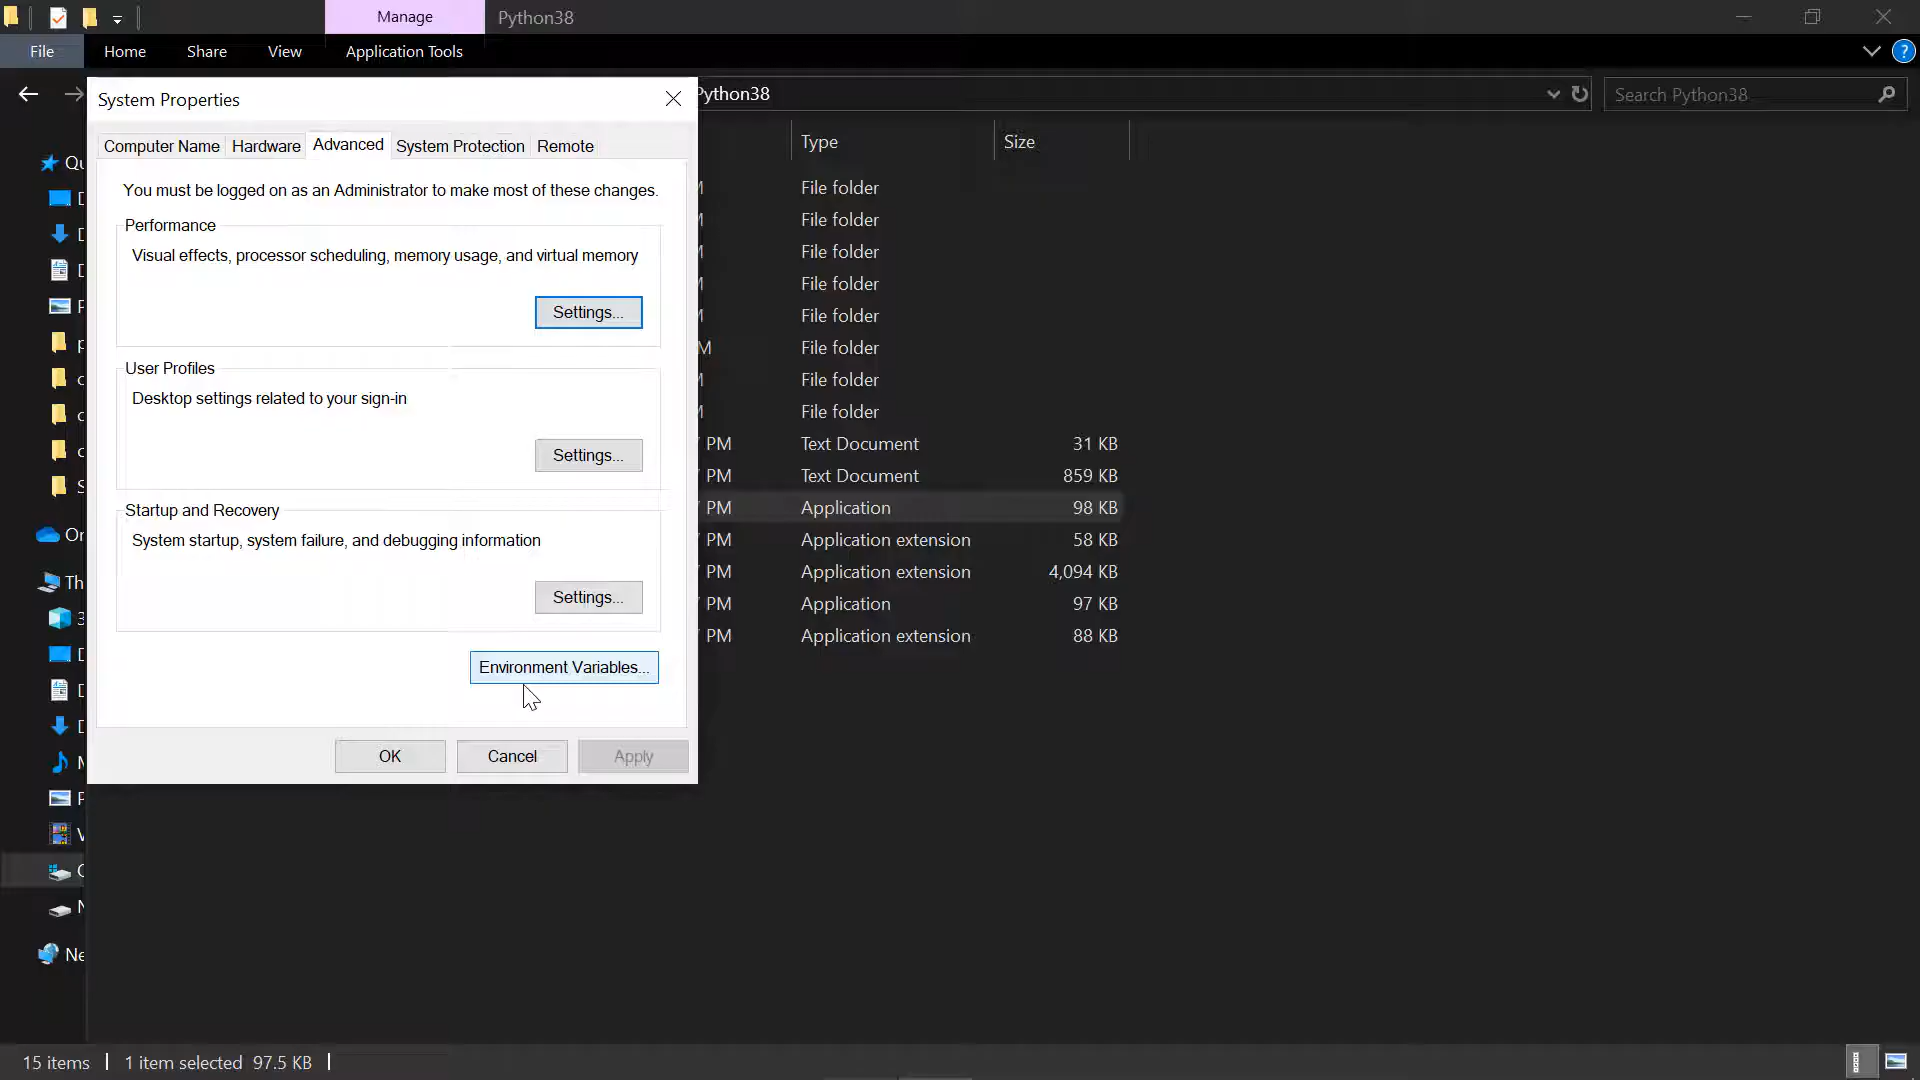 Manage
Python38
File
Home
Share
View
Application Tools
?
System Properties
Python38
Search Python38
Computer Name
Hardware
Advanced
System Protection
Remote
Type
Size
You must be logged on as an Administrator to make most of these changes.
Performance
Visual effects, processor scheduling, memory usage, and virtual memory
Settings...
User Profiles
Desktop settings related to your sign-in
Settings...
Startup and Recovery
System startup, system failure, and debugging information
Settings...
Environment Variables...
OK
Cancel
Apply
File folder
File folder
File folder
File folder
File folder
M File folder
File folder
File folder
PM Text Document 31 KB
PM Text Document 859 KB
PM Application 98 KB
PM Application extension 58 KB
PM Application extension 4,094 KB
PM Application 97 KB
PM Application extension 88 KB
Qu
Or
Th
Ne
15 items
1 item selected 97.5 KB